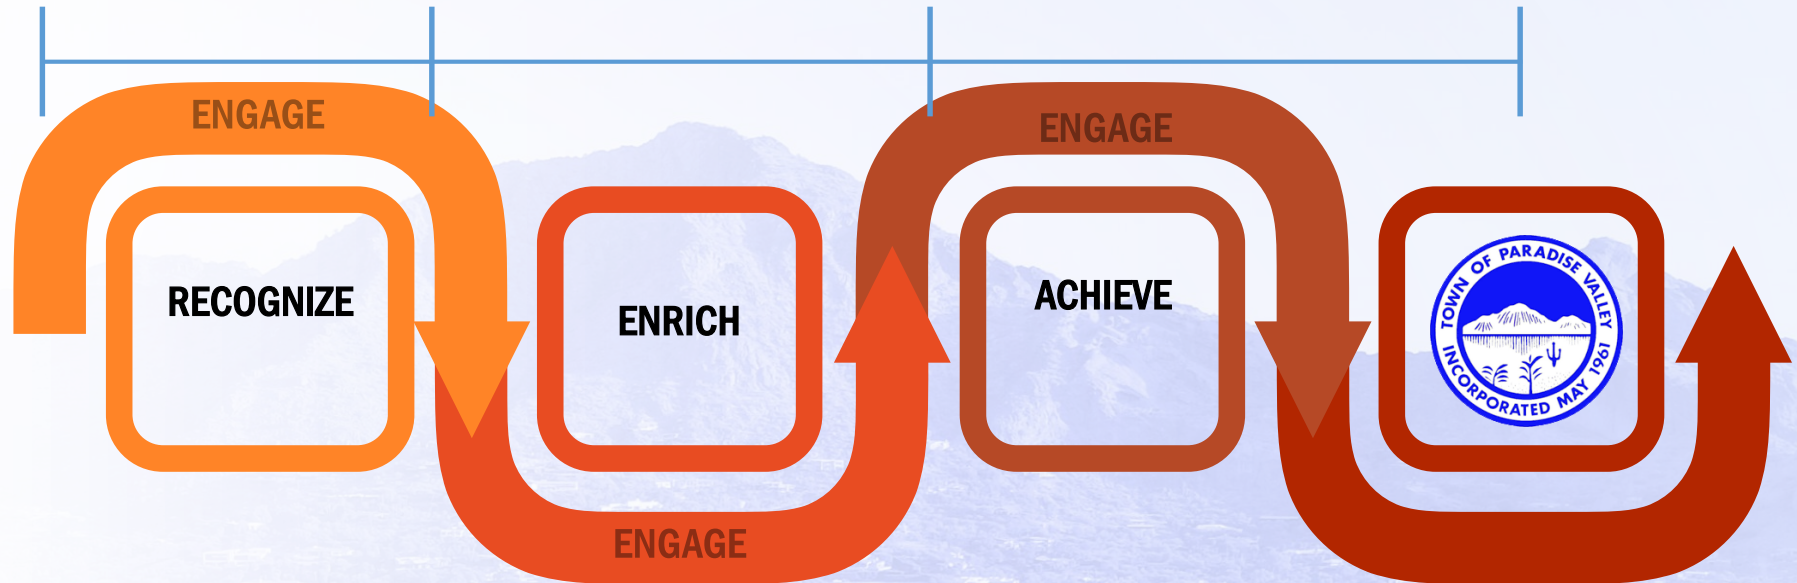 ENGAGE
RECOGNIZE
ENRICH
ENGAGE
ENGAGE
ACHIEVE
TOWN OF PARADISE VALLEY
INCORPORATED MAY 1961